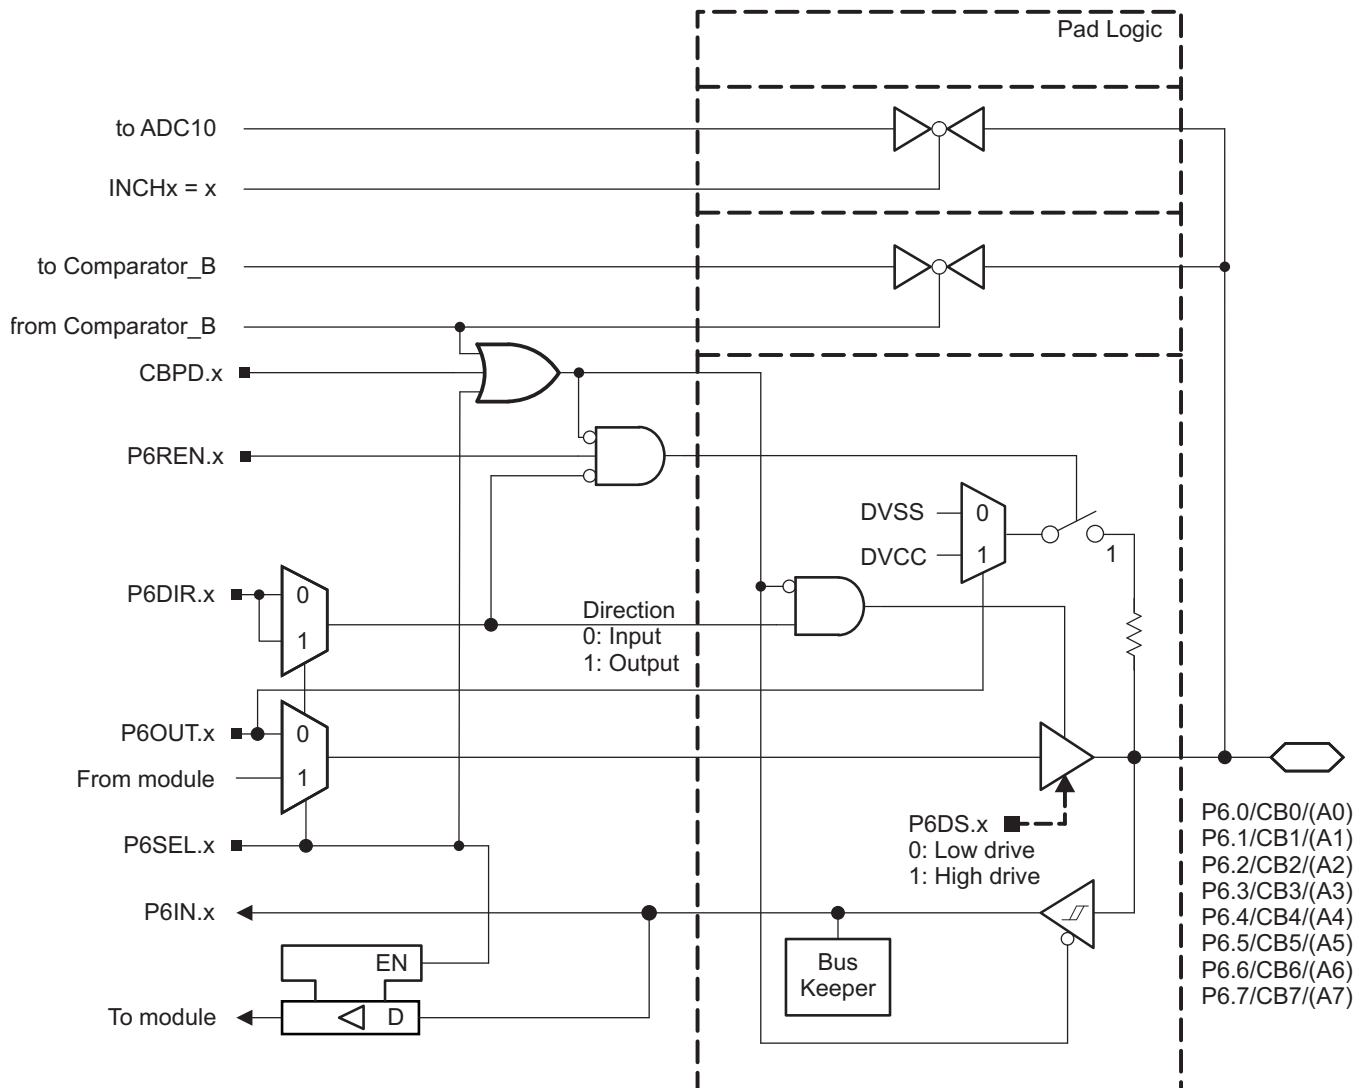 Pad Logic
to ADC10
INCHx = x
to Comparator_B
from Comparator_B
CBPD.x
P6REN.x
DVSS
0
DVCC
1
1
P6DIR.x
0
1
Direction
0: Input
1: Output
P6OUT.x
0
From module
1
P6SEL.x
P6DS.x
0: Low drive
1: High drive
P6.0/CB0/(A0)
P6.1/CB1/(A1)
P6.2/CB2/(A2)
P6.3/CB3/(A3)
P6.4/CB4/(A4)
P6.5/CB5/(A5)
P6.6/CB6/(A6)
P6.7/CB7/(A7)
P6IN.x
EN
Bus
Keeper
To module
D